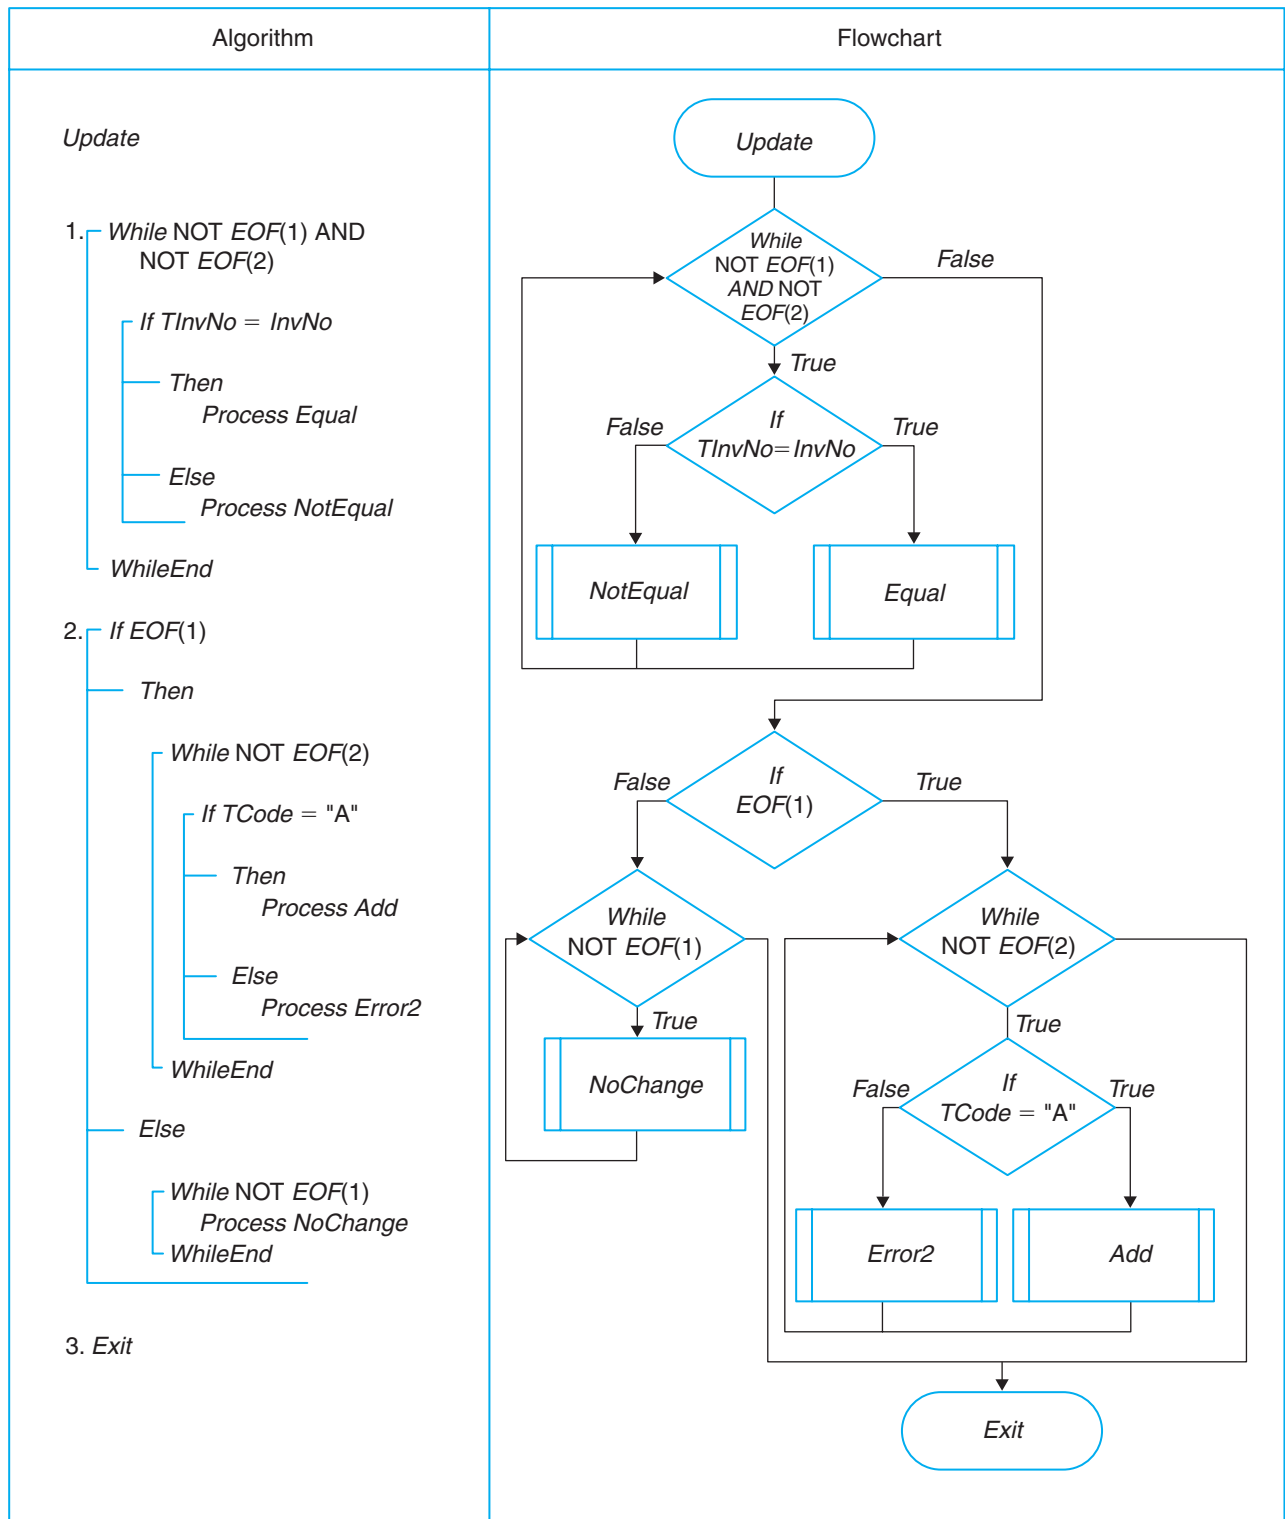 Algorithm
Flowchart
Update
1. While NOT EOF(1) AND
NOT EOF(2)
If TInvNo = InvNo
Then
Process Equal
Else
Process NotEqual
WhileEnd
2. If EOF(1)
Then
While NOT EOF(2)
If TCode = "A"
Then
Process Add
Else
Process Error2
WhileEnd
Else
While NOT EOF(1)
Process NoChange
WhileEnd
3. Exit
Update
While
NOT EOF(1)
AND NOT
EOF(2)
False
True
If
TInvNo=InvNo
False
True
NotEqual
Equal
If
EOF(1)
False
True
While
NOT EOF(1)
While
NOT EOF(2)
True
True
NoChange
If
TCode = "A"
False
True
Error2
Add
Exit